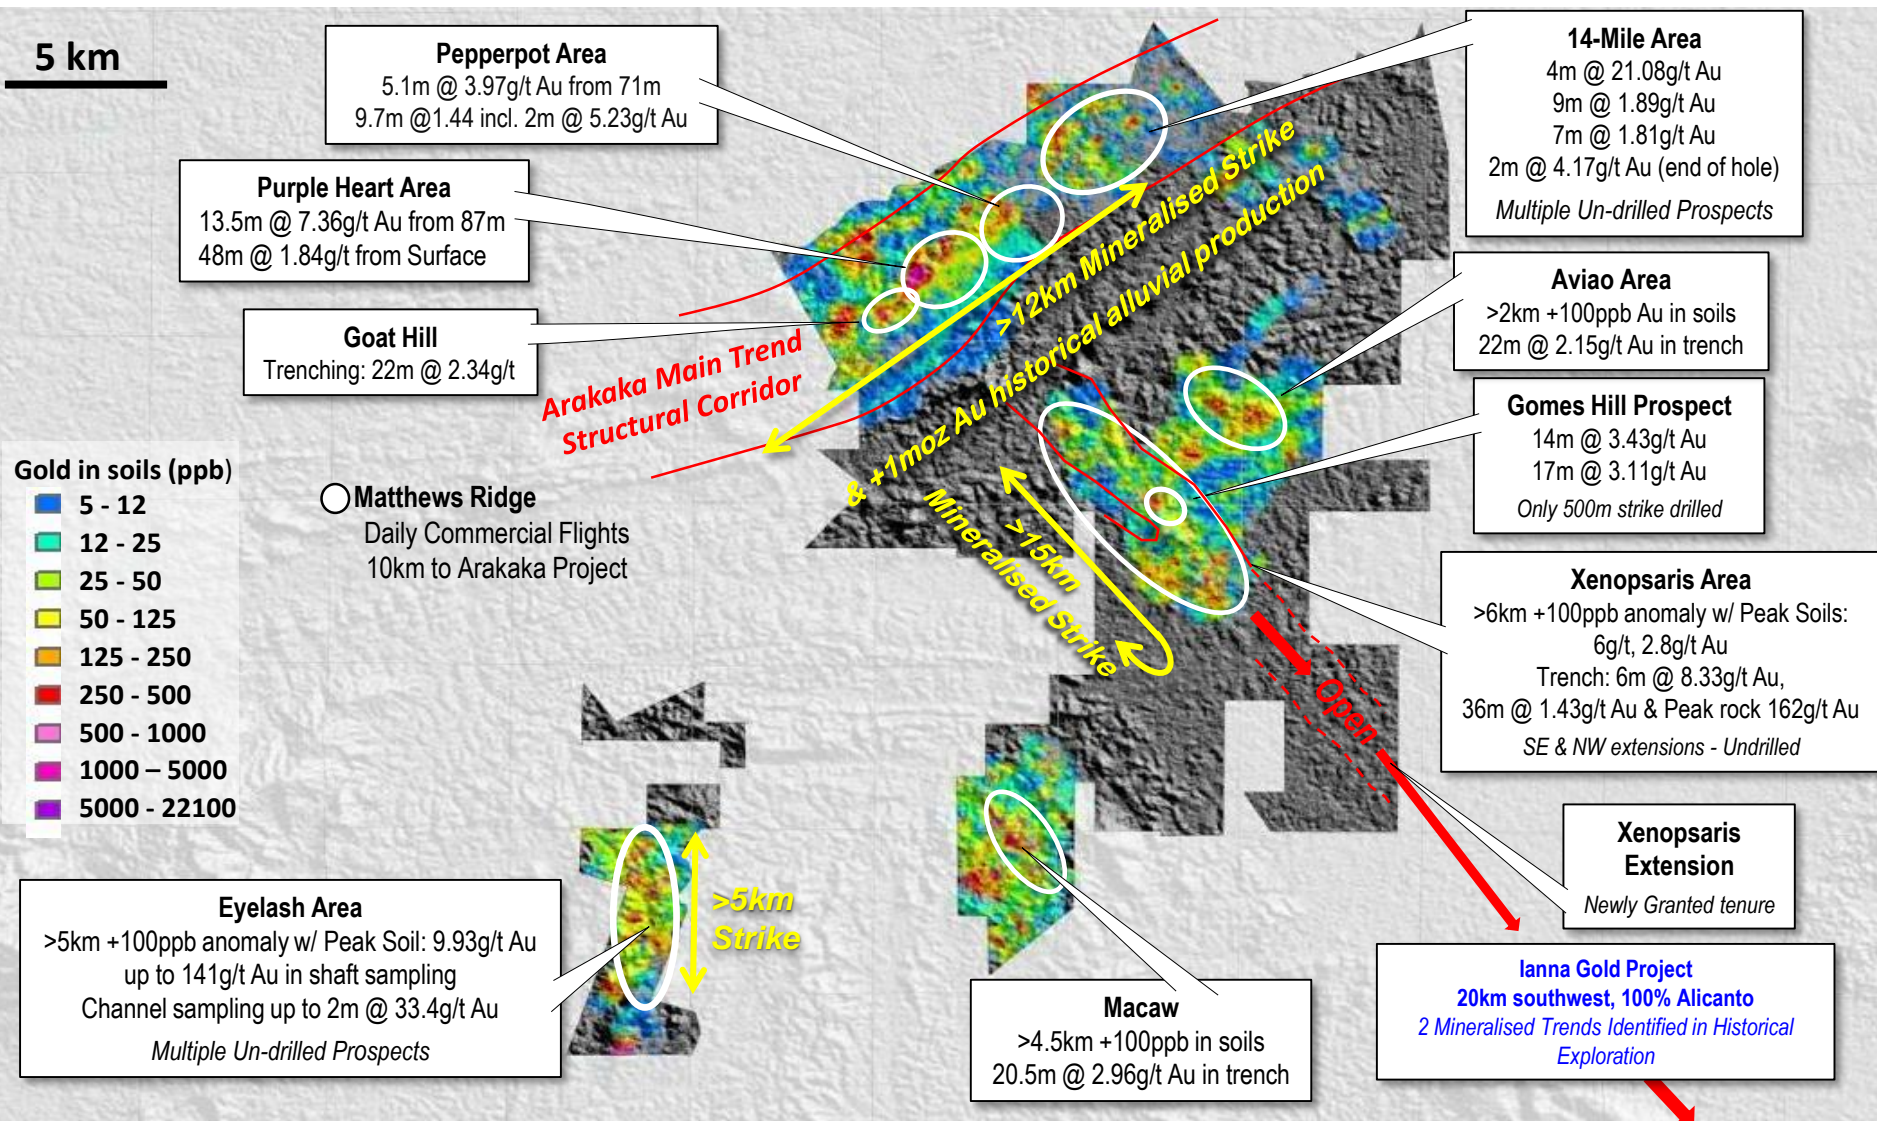 5 km
Pepperpot Area
5.1m @ 3.97g/t Au from 71m
9.7m @1.44 incl. 2m @ 5.23g/t Au
14-Mile Area
4m @ 21.08g/t Au
9m @ 1.89g/t Au
7m @ 1.81g/t Au
2m @ 4.17g/t Au (end of hole)
Multiple Un-drilled Prospects
Purple Heart Area
13.5m @ 7.36g/t Au from 87m
48m @ 1.84g/t from Surface
Goat Hill
Trenching: 22m @ 2.34g/t
Arakaka Main Trend
Structural Corridor
>12km Mineralised Strike
& +1moz Au historical alluvial production
Aviao Area
>2km +100ppb Au in soils
22m @ 2.15g/t Au in trench
Gomes Hill Prospect
14m @ 3.43g/t Au
17m @ 3.11g/t Au
Only 500m strike drilled
Gold in soils (ppb)
5 - 12
12 - 25
25 - 50
50 - 125
125 - 250
250 - 500
500 - 1000
1000 – 5000
5000 - 22100
Matthews Ridge
Daily Commercial Flights
10km to Arakaka Project
>15km
Mineralised Strike
Xenopsaris Area
>6km +100ppb anomaly w/ Peak Soils:
6g/t, 2.8g/t Au
Trench: 6m @ 8.33g/t Au,
36m @ 1.43g/t Au & Peak rock 162g/t Au
SE & NW extensions - Undrilled
Open
Xenopsaris
Extension
Newly Granted tenure
Eyelash Area
>5km +100ppb anomaly w/ Peak Soil: 9.93g/t Au
up to 141g/t Au in shaft sampling
Channel sampling up to 2m @ 33.4g/t Au
Multiple Un-drilled Prospects
>5km
Strike
Macaw
>4.5km +100ppb in soils
20.5m @ 2.96g/t Au in trench
Ianna Gold Project
20km southwest, 100% Alicanto
2 Mineralised Trends Identified in Historical
Exploration